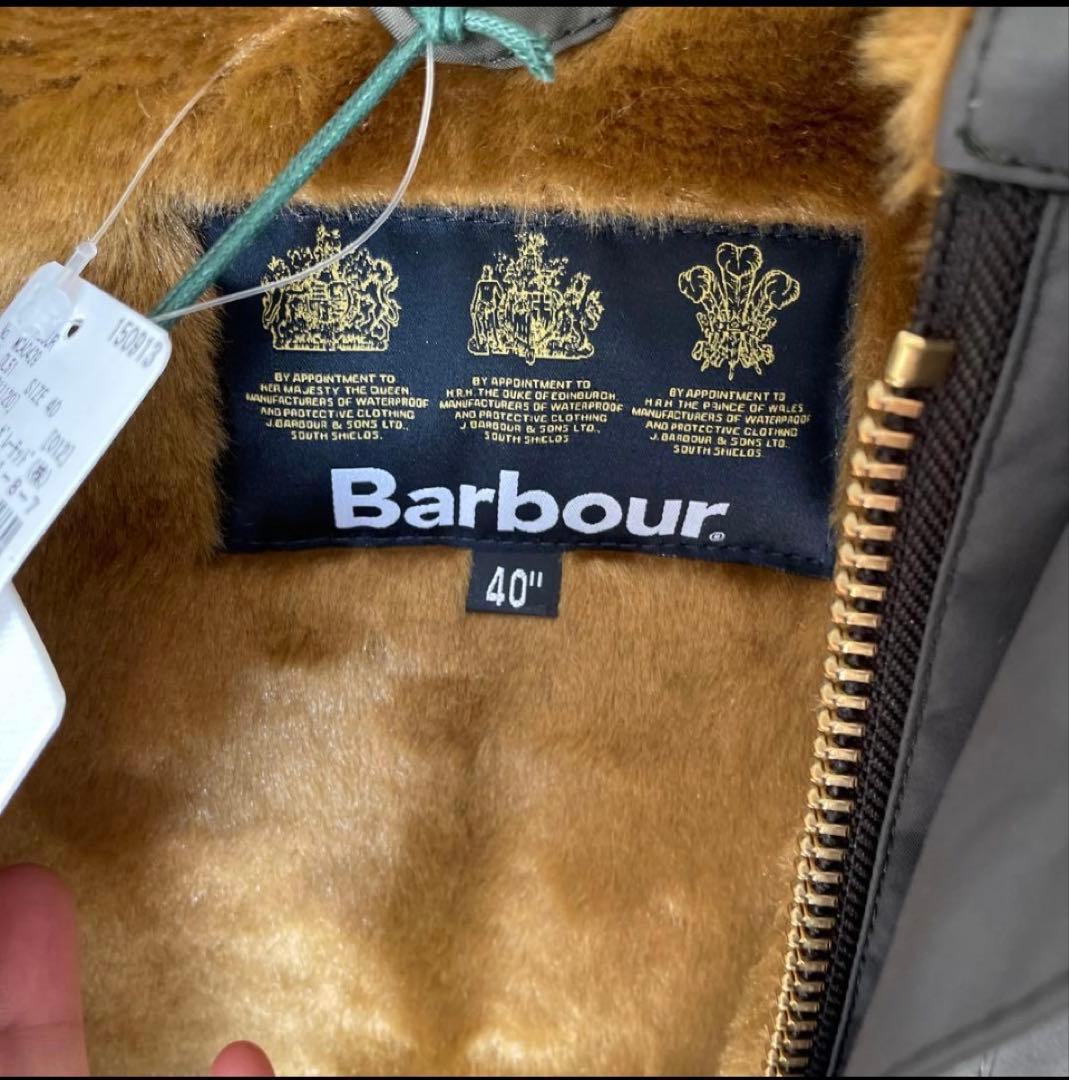 BY APPOINTMENT TO
HER MAJESTY THE QUEEN
MANUFACTURERS OF WATERPROOF
AND PROTECTIVE CLOTHING
J.BARBOUR & SONS LTD.,
SOUTH SHIELDS.
BY APPOINTMENT TO
H.R.H. THE DUKE OF EDINBURGH
MANUFACTURERS OF WATERPROOF
AND PROTECTIVE CLOTHING
J.BARBOUR & SONS LTD.,
SOUTH SHIELDS
BY APPOINTMENT TO
H.R.H. THE PRINCE OF WALES
MANUFACTURERS OF WATERPROOF
AND PROTECTIVE CLOTHING
J.BARBOUR & SONS LTD.
SOUTH SHIELDS
Barbour®
40"
150913
SIZE 40